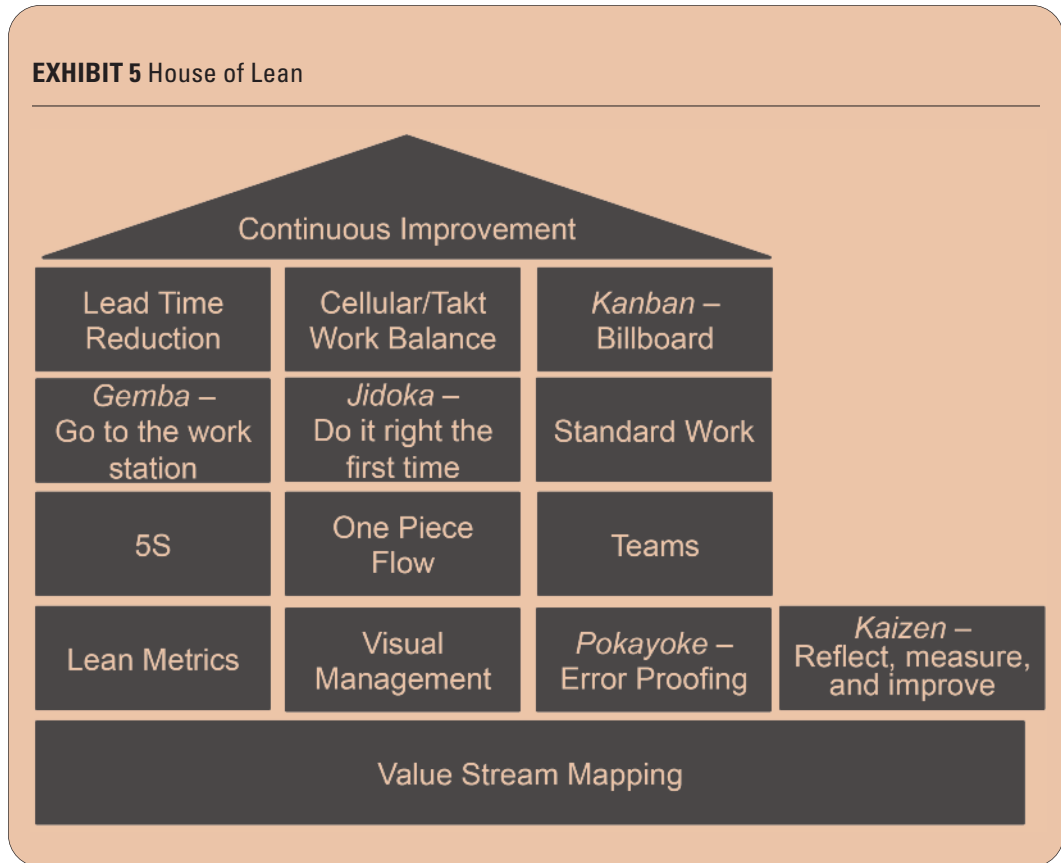 EXHIBIT 5 House of Lean
Continuous Improvement
Lead Time
Reduction
Cellular/Takt
Work Balance
Kanban –
Billboard
Gemba –
Go to the work
station
Jidoka –
Do it right the
first time
Standard Work
5S
One Piece
Flow
Teams
Lean Metrics
Visual
Management
Pokayoke –
Error Proofing
Kaizen –
Reflect, measure,
and improve
Value Stream Mapping